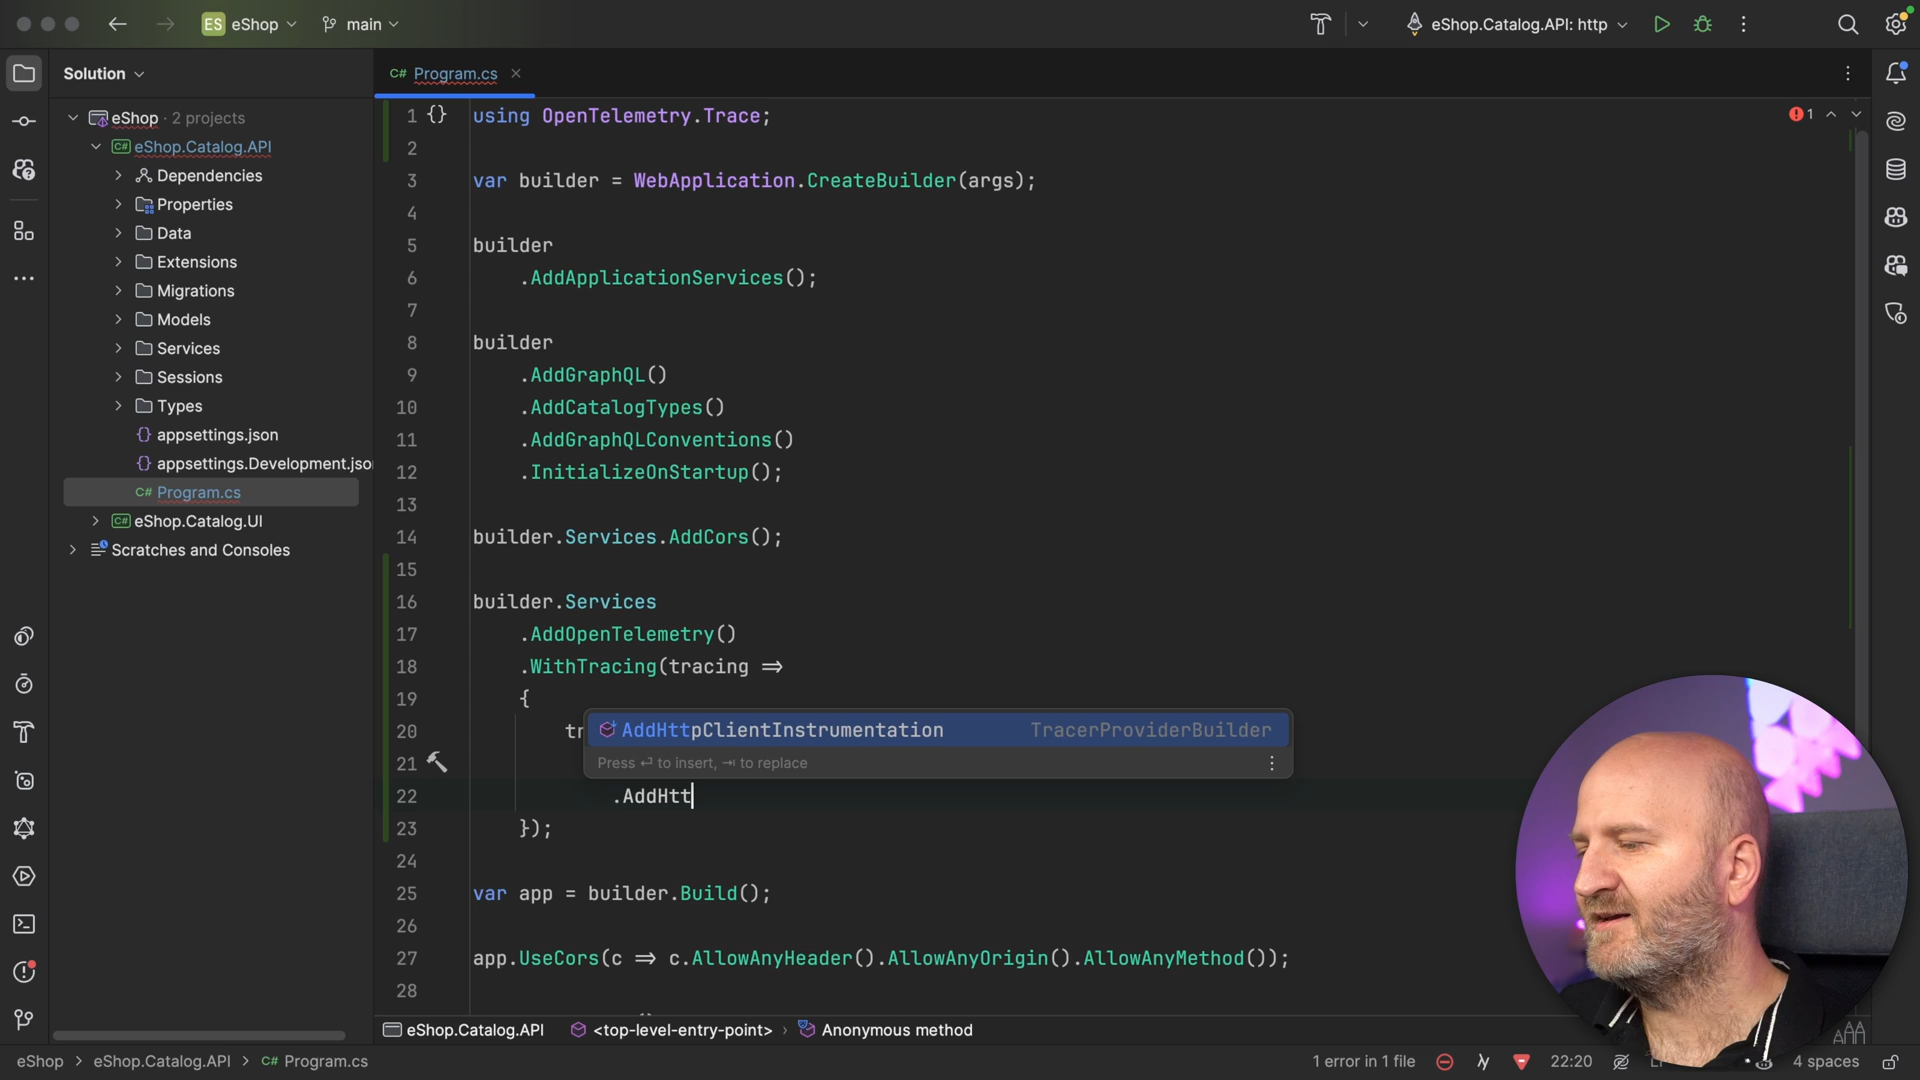 ES eShop
main
eShop.Catalog.API: http
Solution
C# Program.cs
eShop · 2 projects
C# eShop.Catalog.API
Dependencies
Properties
Data
Extensions
Migrations
Models
Services
Sessions
Types
{} appsettings.json
{} appsettings.Development.jso
C# Program.cs
C# eShop.Catalog.UI
Scratches and Consoles
1 {} using OpenTelemetry.Trace;
2
3 var builder = WebApplication.CreateBuilder(args);
4
5 builder
6 .AddApplicationServices();
7
8 builder
9 .AddGraphQL()
10 .AddCatalogTypes()
11 .AddGraphQLConventions()
12 .InitializeOnStartup();
13
14 builder.Services.AddCors();
15
16 builder.Services
17 .AddOpenTelemetry()
18 .WithTracing(tracing ⇒
19 {
20 tr
AddHttpClientInstrumentation TracerProviderBuilder
21
Press ⏎ to insert, ⇥ to replace
22 .AddHtt
23 });
24
25 var app = builder.Build();
26
27 app.UseCors(c ⇒ c.AllowAnyHeader().AllowAnyOrigin().AllowAnyMethod());
28
1
eShop.Catalog.API <top-level-entry-point> › Anonymous method
eShop > eShop.Catalog.API > C# Program.cs
1 error in 1 file 22:20 4 spaces